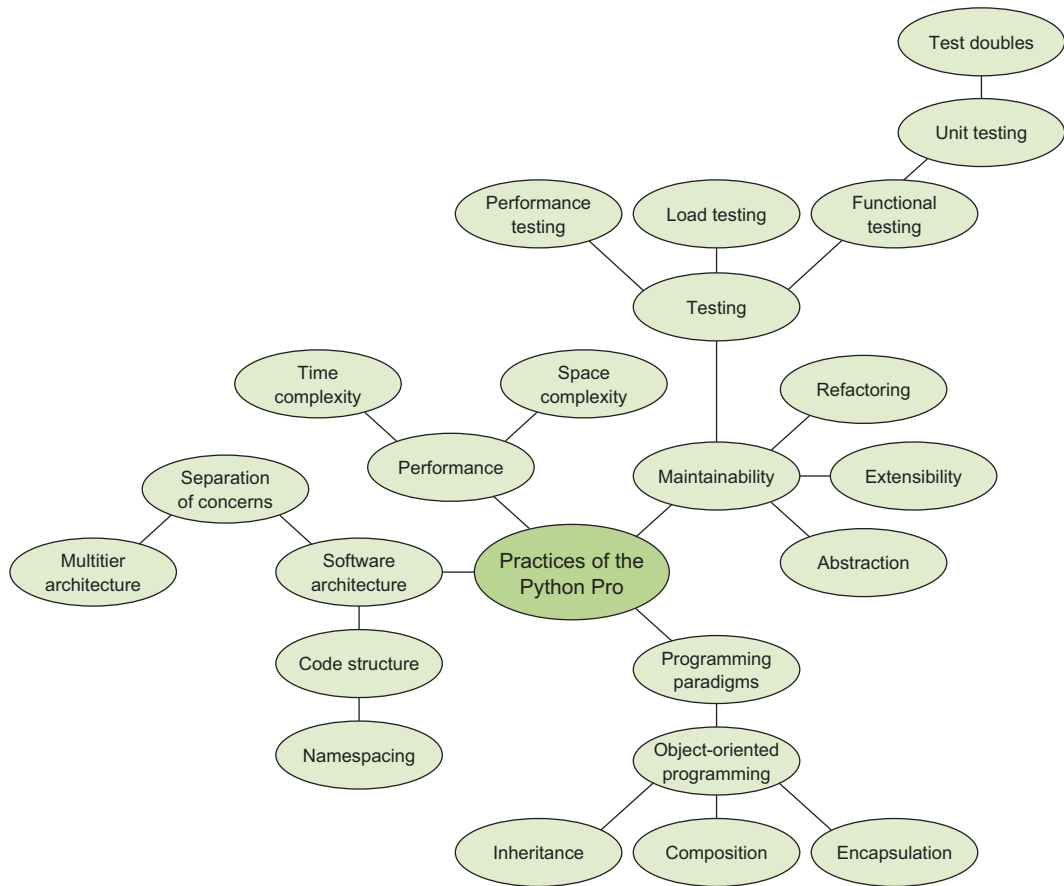 Test doubles
Unit testing
Performance
testing
Load testing
Functional
testing
Testing
Time
complexity
Space
complexity
Refactoring
Performance
Maintainability
Extensibility
Separation
of concerns
Multitier
architecture
Software
architecture
Practices of the
Python Pro
Abstraction
Code structure
Programming
paradigms
Namespacing
Object-oriented
programming
Inheritance
Composition
Encapsulation